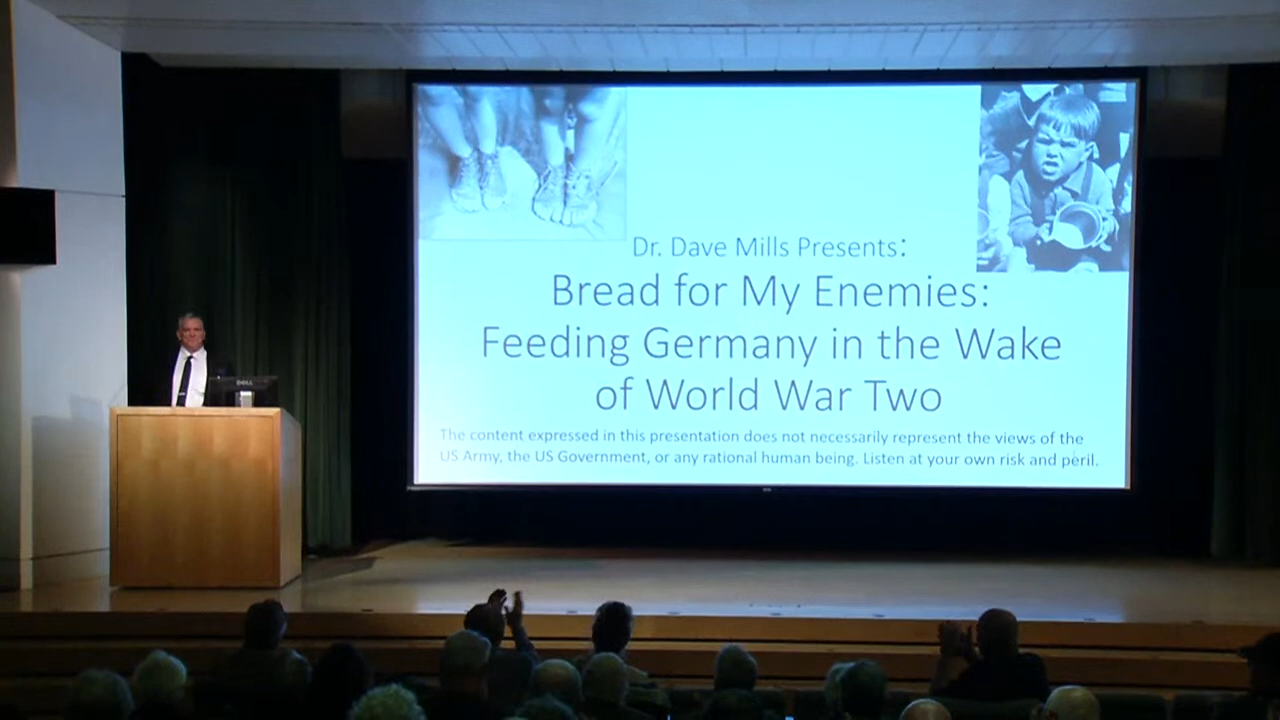 Dr. Dave Mills Presents:
Bread for My Enemies:
Feeding Germany in the Wake
of World War Two
The content expressed in this presentation does not necessarily represent the views of the
US Army, the US Government, or any rational human being. Listen at your own risk and peril.
DELL